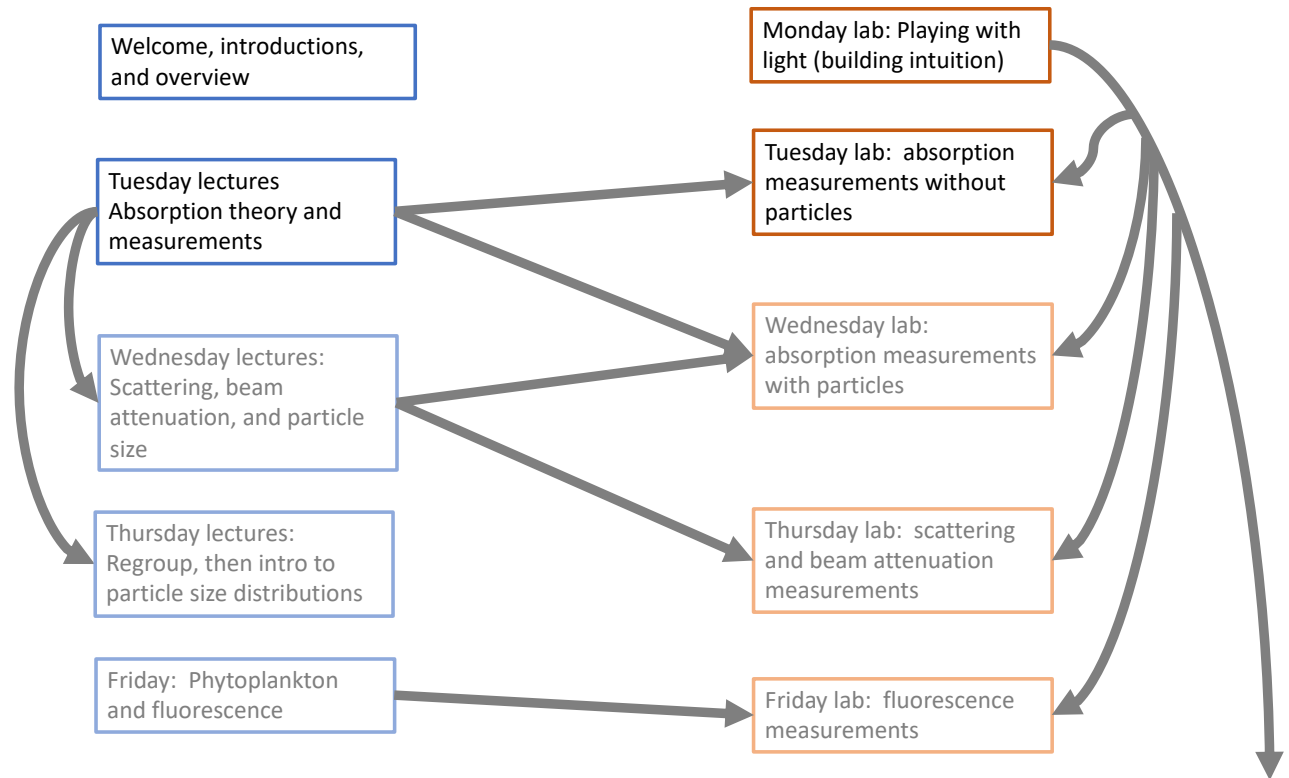 Welcome, introductions,
and overview
Monday lab: Playing with
light (building intuition)
Tuesday lectures
Absorption theory and
measurements
Tuesday lab:  absorption
measurements without
particles
Wednesday lectures:
Scattering, beam
attenuation, and particle
size
Wednesday lab:
absorption measurements
with particles
Thursday lectures:
Regroup, then intro to
particle size distributions
Thursday lab:  scattering
and beam attenuation
measurements
Friday:  Phytoplankton
and fluorescence
Friday lab:  fluorescence
measurements